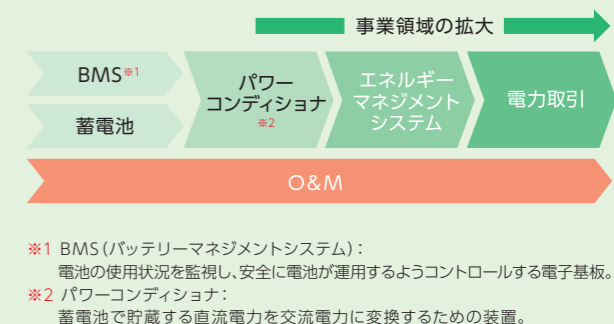 事業領域の拡大
BMS※1
蓄電池
パワー
コンディショナ
※2
エネルギー
マネジメント
システム
電力取引
O&M
※1 BMS(バッテリーマネジメントシステム):
電池の使用状況を監視し、安全に電池が運用するようコントロールする電子基板。
※2 パワーコンディショナ:
蓄電池で貯蔵する直流電力を交流電力に変換するための装置。